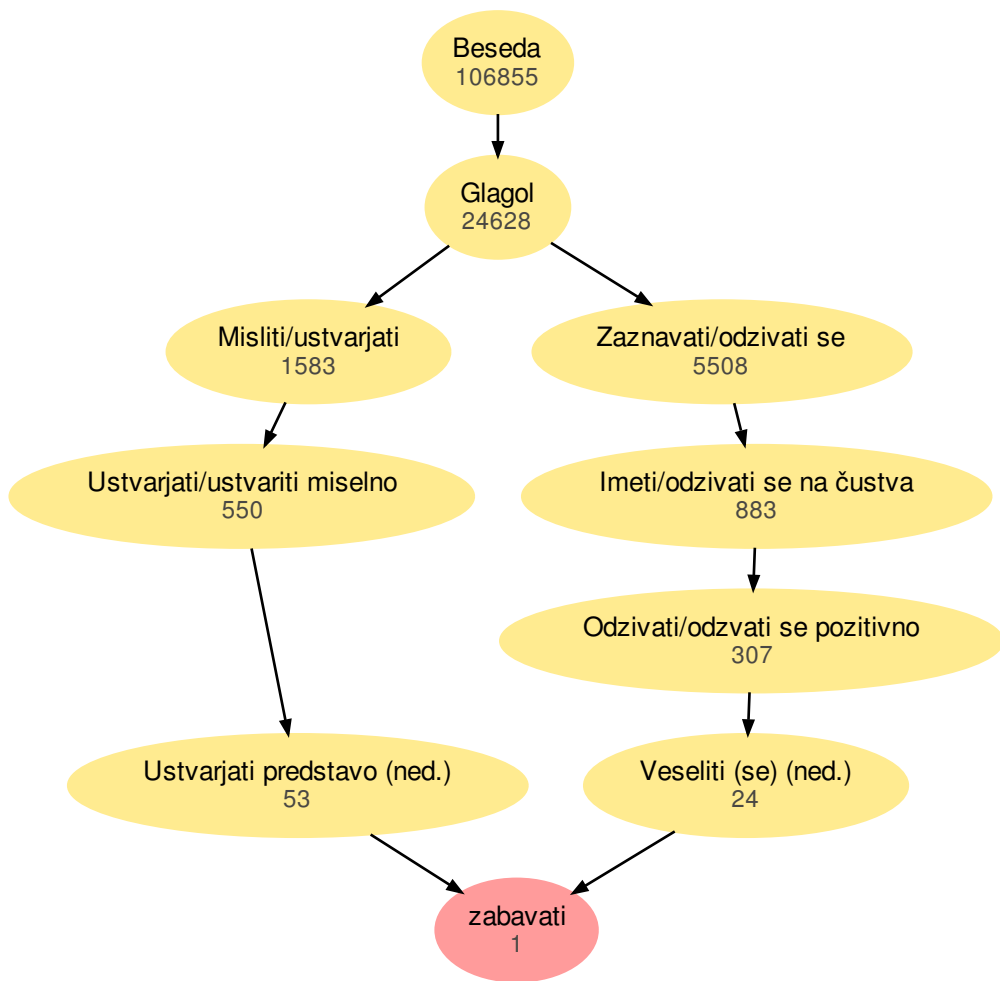 Beseda
106855
Glagol
24628
Misliti/ustvarjati
1583
Zaznavati/odzivati se
5508
Ustvarjati/ustvariti miselno
550
Imeti/odzivati se na čustva
883
Odzivati/odzvati se pozitivno
307
Ustvarjati predstavo (ned.)
53
Veseliti (se) (ned.)
24
zabavati
1